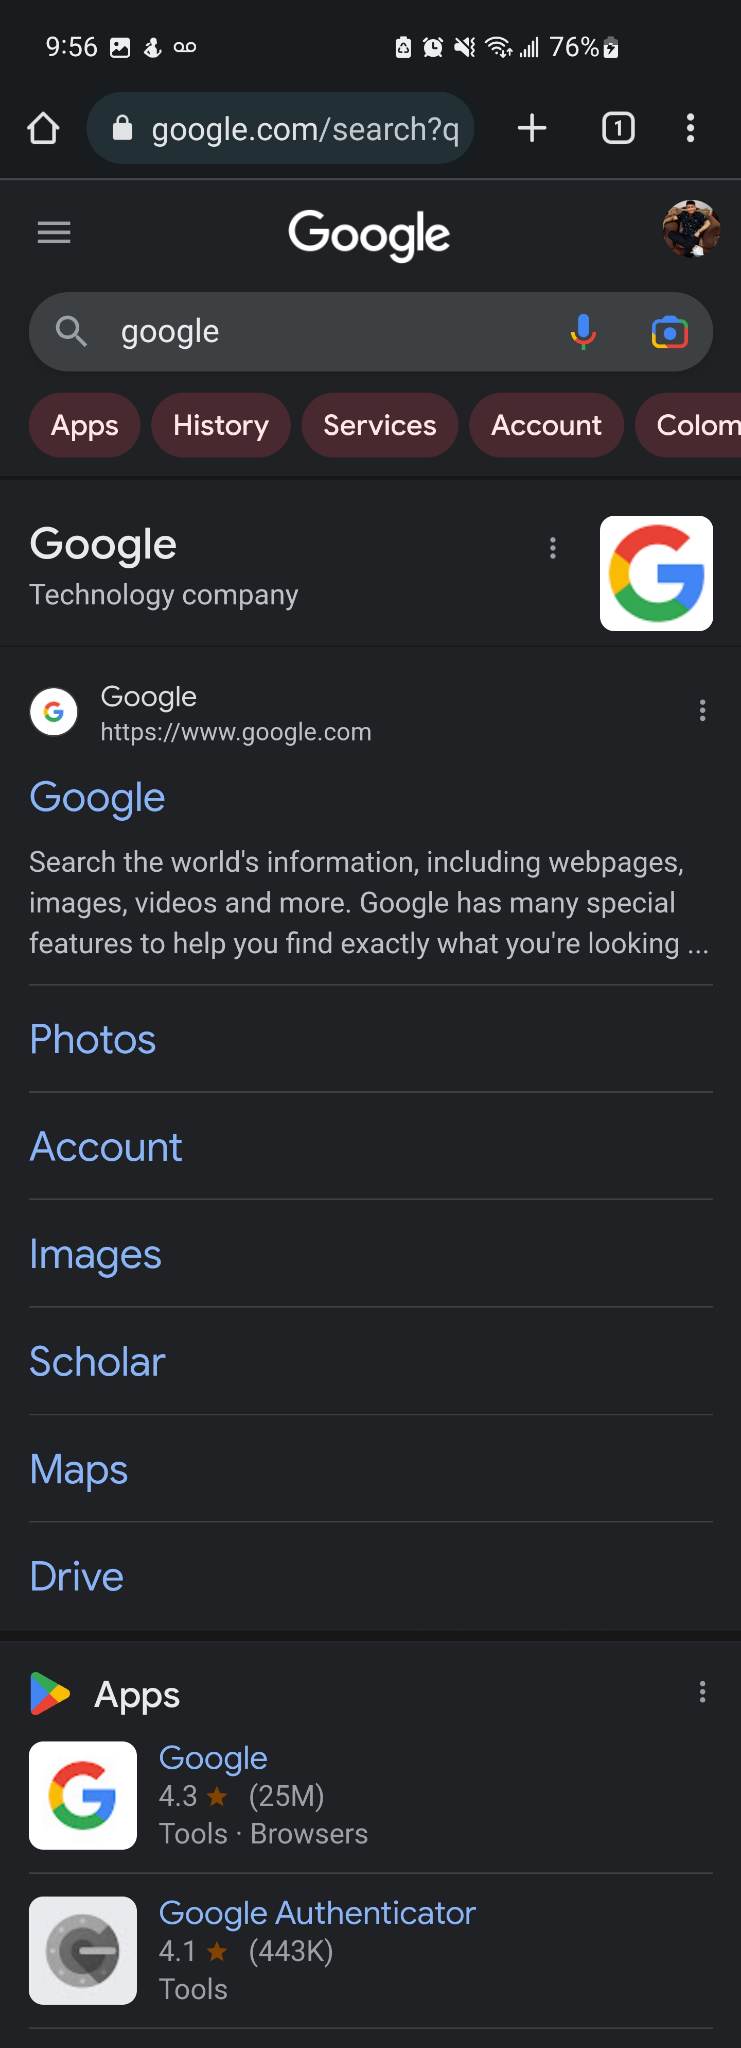 9:56 76%
google.com/search?q
1
Google
google
Apps History Services Account Colom
Google
Technology company
Google
https://www.google.com
Google
Search the world's information, including webpages,
images, videos and more. Google has many special
features to help you find exactly what you're looking ...
Photos
Account
Images
Scholar
Maps
Drive
Apps
Google
4.3 ★ (25M)
Tools · Browsers
Google Authenticator
4.1 ★ (443K)
Tools